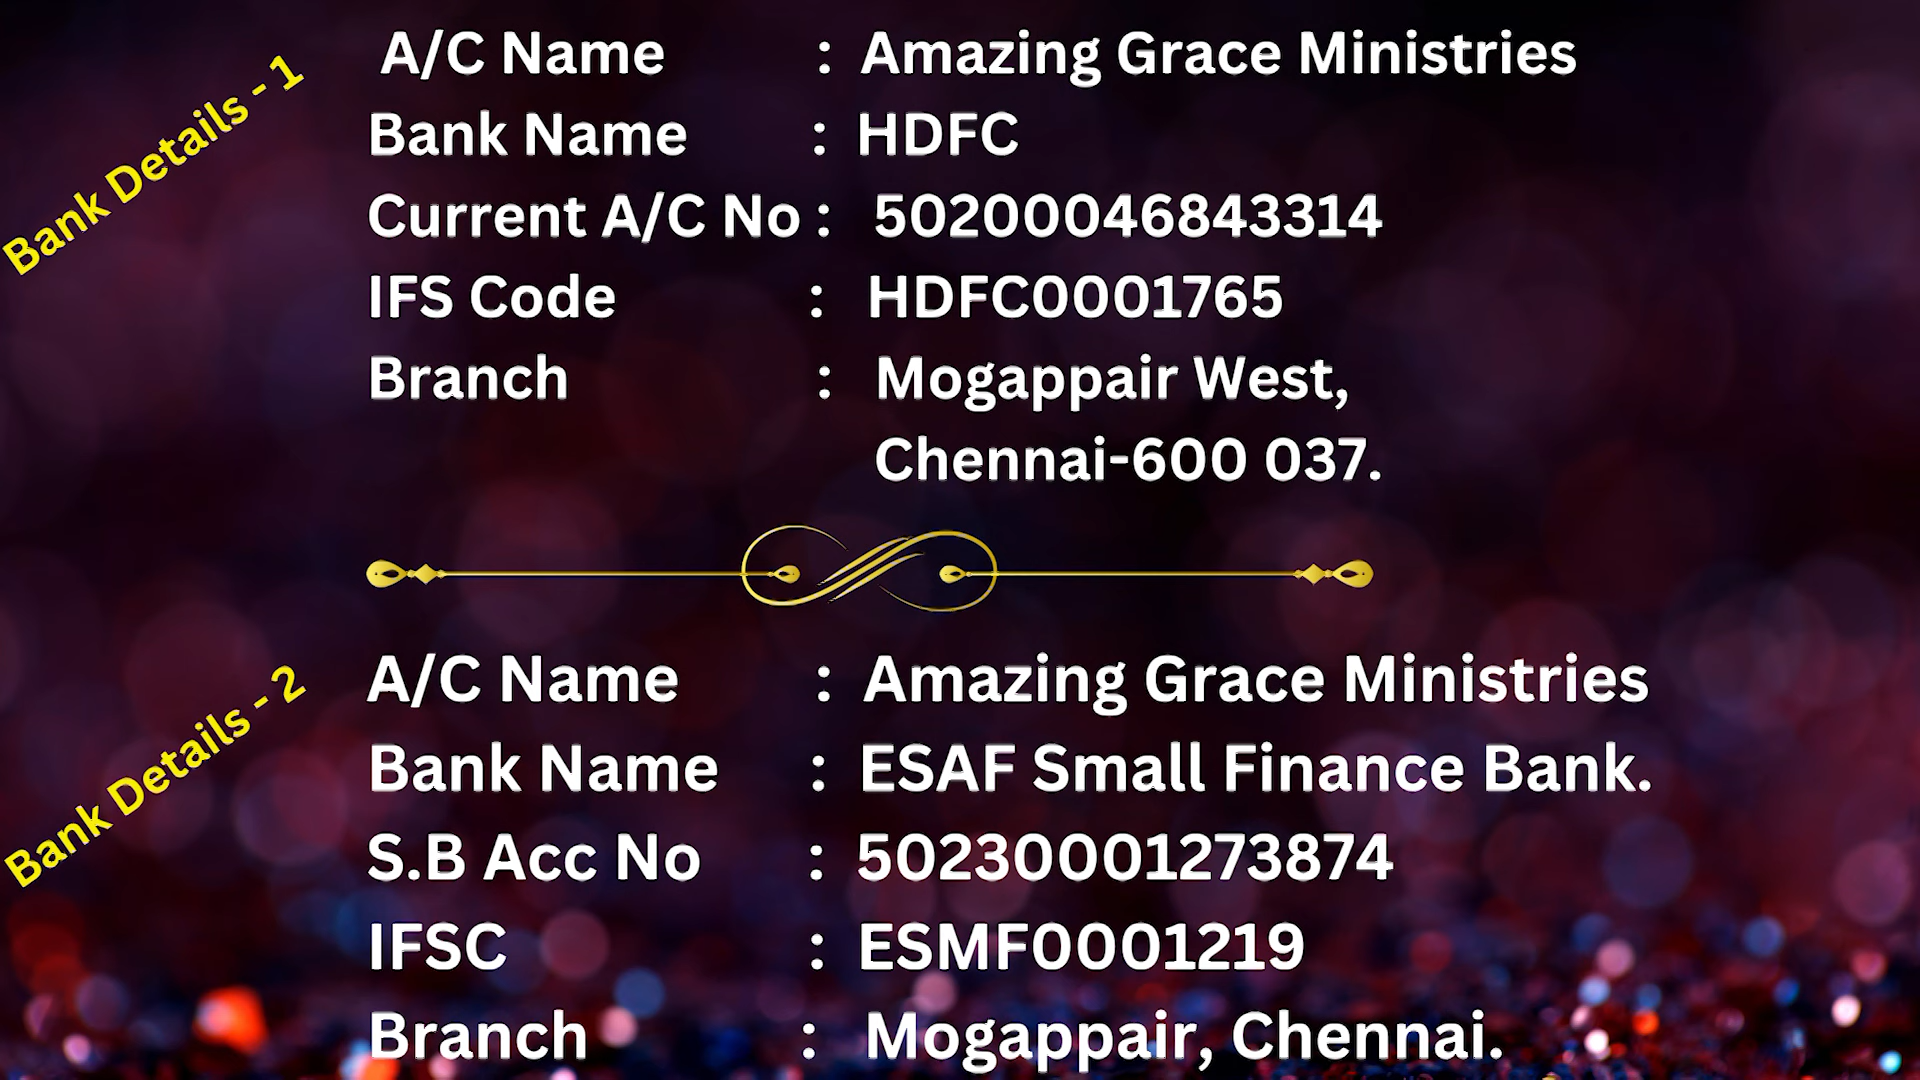 Bank Details - 1
A/C Name : Amazing Grace Ministries
Bank Name : HDFC
Current A/C No : 50200046843314
IFS Code : HDFC0001765
Branch : Mogappair West,
Chennai-600 037.
Bank Details - 2
A/C Name : Amazing Grace Ministries
Bank Name : ESAF Small Finance Bank.
S.B Acc No : 50230001273874
IFSC : ESMF0001219
Branch : Mogappair, Chennai.